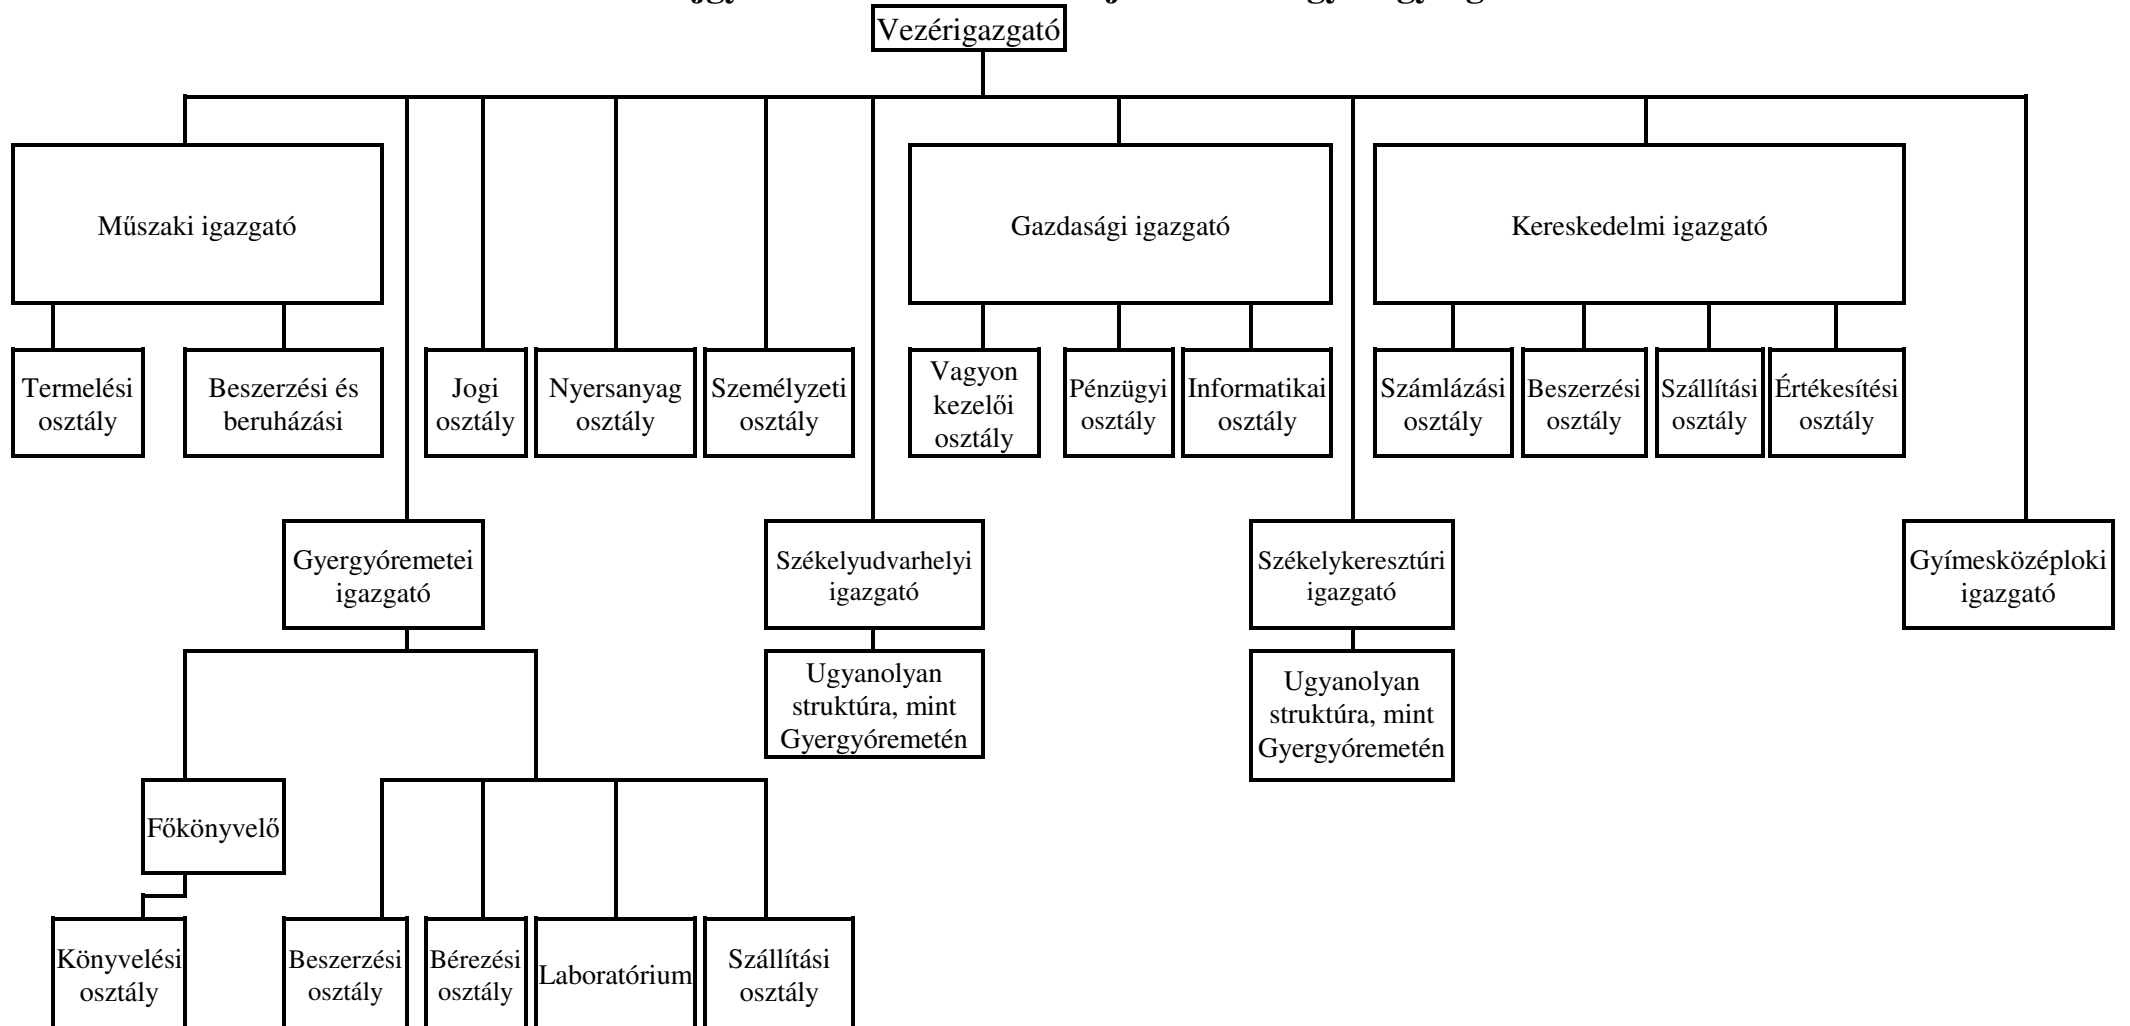 Vezérigazgató
Műszaki igazgató
Gazdasági igazgató
Kereskedelmi igazgató
Termelési
osztály
Beszerzési és
beruházási
Jogi
osztály
Nyersanyag
osztály
Személyzeti
osztály
Vagyon
kezelői
osztály
Pénzügyi
osztály
Informatikai
osztály
Számlázási
osztály
Beszerzési
osztály
Szállítási
osztály
Értékesítési
osztály
Gyergyóremetei
igazgató
Székelyudvarhelyi
igazgató
Székelykeresztúri
igazgató
Gyímesközéploki
igazgató
Ugyanolyan
struktúra, mint
Gyergyóremetén
Ugyanolyan
struktúra, mint
Gyergyóremetén
Főkönyvelő
Könyvelési
osztály
Beszerzési
osztály
Bérezési
osztály
Laboratórium
Szállítási
osztály